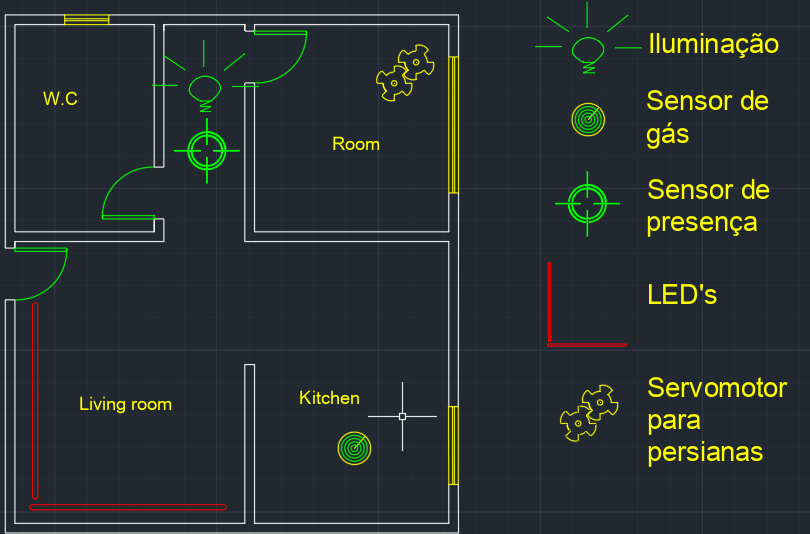 W.C
Room
Living room
Kitchen
Iluminação
Sensor de
gás
Sensor de
presença
LED's
Servomotor
para
persianas